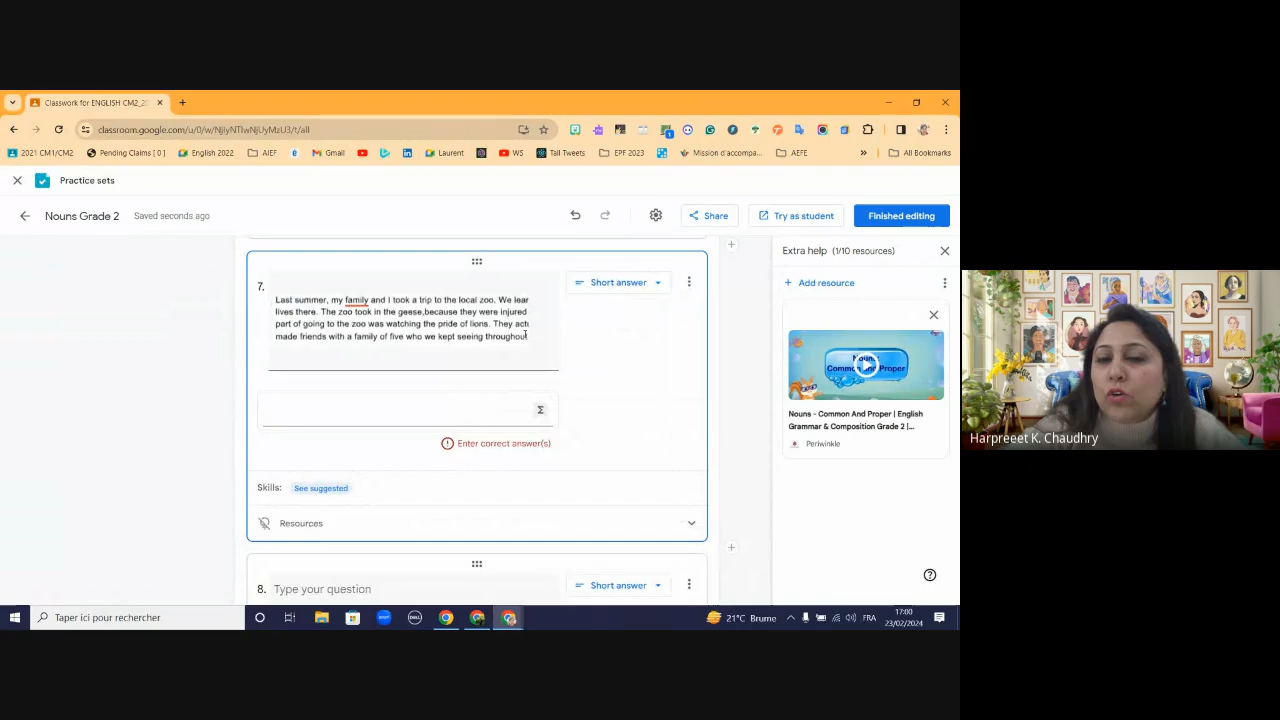 Classwork for ENGLISH CM2_2
classroom.google.com/u/0/w/NjIyNTIwNjUyMzU3/t/all
2021 CM1/CM2
Pending Claims [ 0 ]
English 2022
AIEF
Gmail
Laurent
WS
Tall Tweets
EPF 2023
Mission d'accompa...
AEFE
All Bookmarks
Practice sets
Nouns Grade 2
Saved seconds ago
Share
Try as student
Finished editing
Extra help (1/10 resources)
Add resource
7.
Short answer
Last summer, my family and I took a trip to the local zoo. We lear
lives there. The zoo took in the geese,because they were injured
part of going to the zoo was watching the pride of lions. They actu
made friends with a family of five who we kept seeing throughout
Σ
Enter correct answer(s)
Skills:
See suggested
Resources
Nouns:
Common and Proper
Nouns - Common And Proper | English
Grammar & Composition Grade 2 |...
Periwinkle
8.
Type your question
Short answer
Harpreeet K. Chaudhry
Taper ici pour rechercher
DELL
21°C Brume
FRA
17:00
23/02/2024